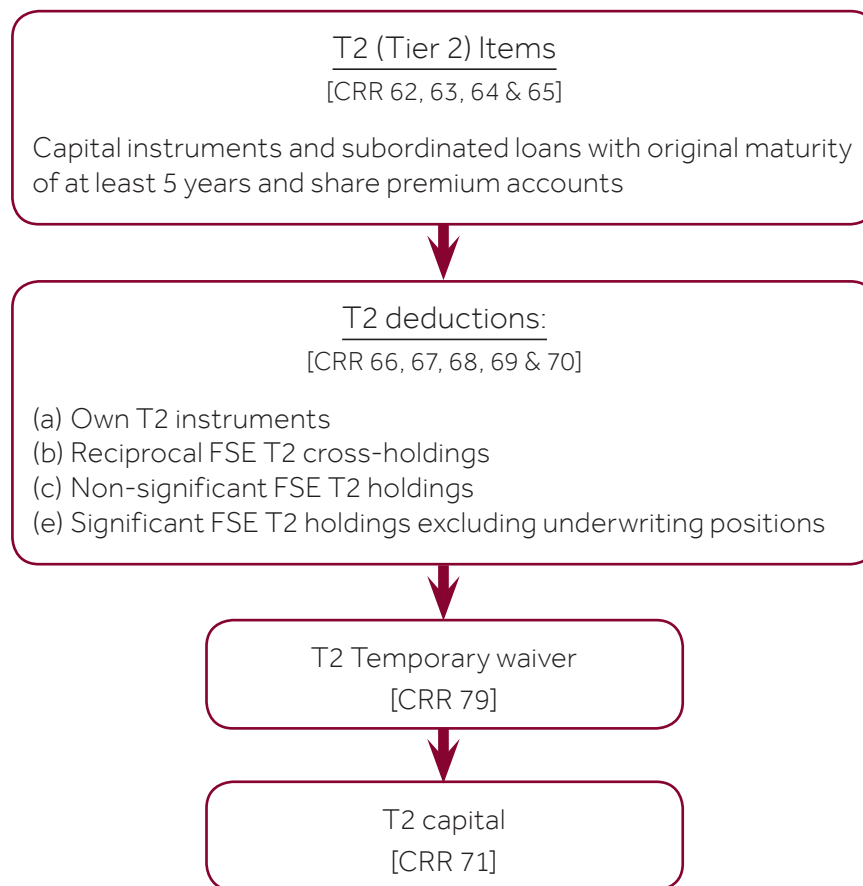 T2 (Tier 2) Items
[CRR 62, 63, 64 & 65]
Capital instruments and subordinated loans with original maturity
of at least 5 years and share premium accounts
T2 deductions:
[CRR 66, 67, 68, 69 & 70]
(a) Own T2 instruments
(b) Reciprocal FSE T2 cross-holdings
(c) Non-significant FSE T2 holdings
(e) Significant FSE T2 holdings excluding underwriting positions
T2 Temporary waiver
[CRR 79]
T2 capital
[CRR 71]